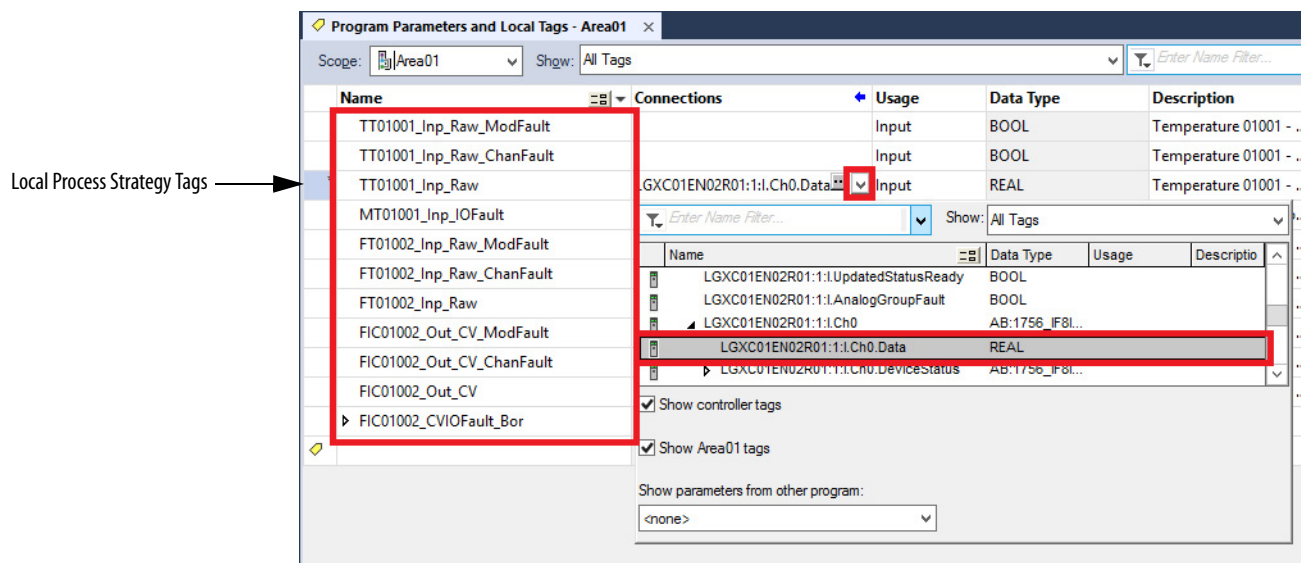 Program Parameters and Local Tags - Area01
Scope: Area01 Show: All Tags Enter Name Filter...
Name Connections Usage Data Type Description
TT01001_Inp_Raw_ModFault Input BOOL Temperature 01001 - ..
TT01001_Inp_Raw_ChanFault Input BOOL Temperature 01001 - ..
Local Process Strategy Tags TT01001_Inp_Raw LGXC01EN02R01:1:I.Ch0.Data Input REAL Temperature 01001 - ..
MT01001_Inp_IOFault Enter Name Filter... Show: All Tags
FT01002_Inp_Raw_ModFault Name Data Type Usage Descriptio
FT01002_Inp_Raw_ChanFault LGXC01EN02R01:1:I.UpdatedStatusReady BOOL
FT01002_Inp_Raw LGXC01EN02R01:1:I.AnalogGroupFault BOOL
FIC01002_Out_CV_ModFault LGXC01EN02R01:1:I.Ch0 AB:1756_IF8I...
LGXC01EN02R01:1:I.Ch0.Data REAL
FIC01002_Out_CV_ChanFault LGXC01EN02R01:1:I.Ch0.DeviceStatus AB:1756_IF8I...
FIC01002_Out_CV
Show controller tags
FIC01002_CVIOFault_Bor
Show Area01 tags
Show parameters from other program:
<none>